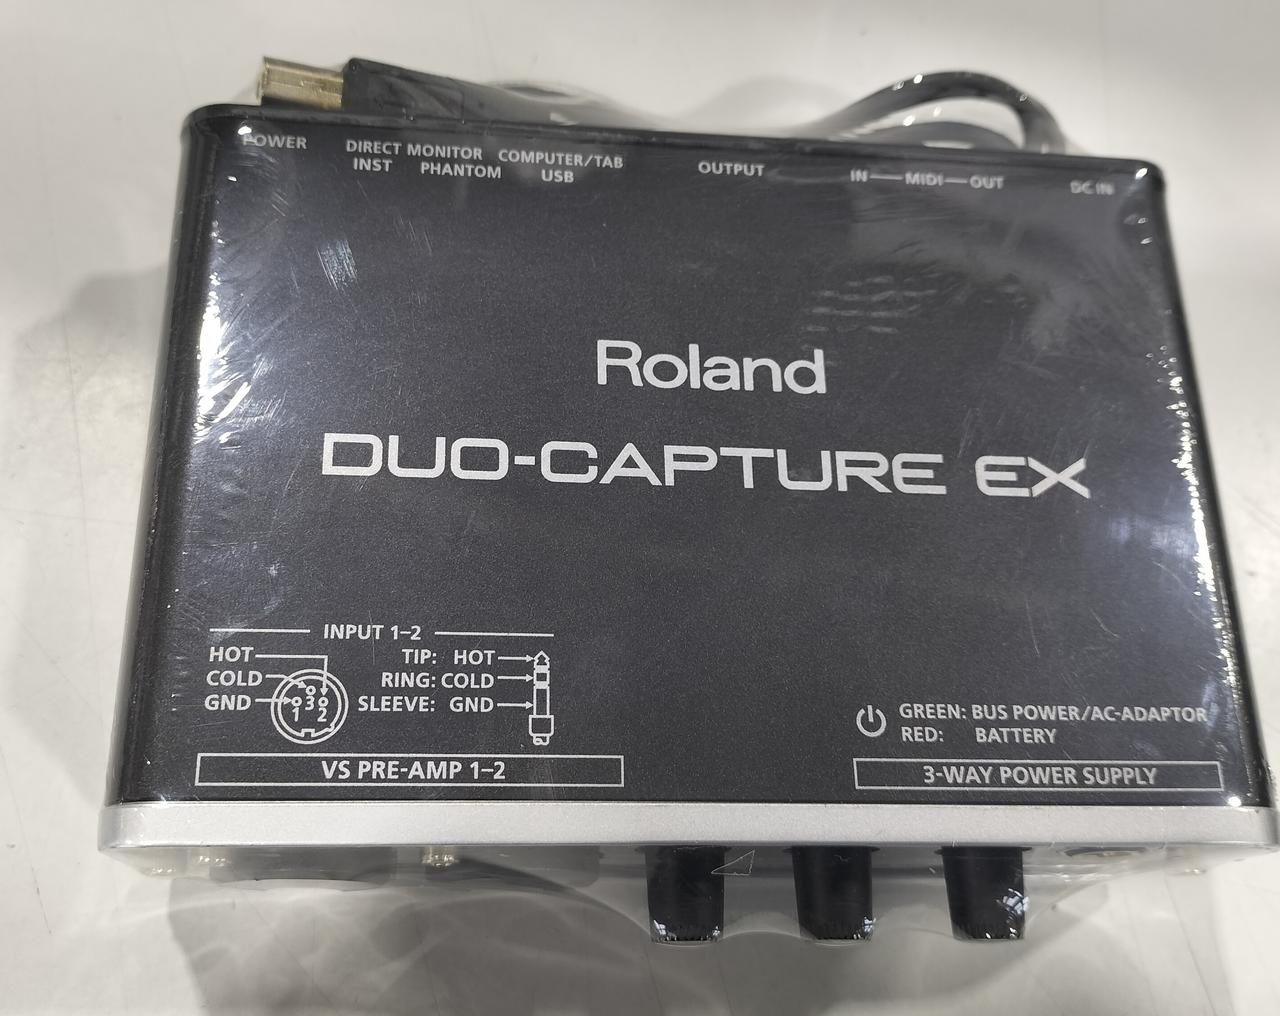 POWER DIRECT MONITOR COMPUTER/TAB OUTPUT IN MIDI OUT DC IN
INST PHANTOM USB
Roland
DUO-CAPTURE EX
INPUT 1–2
HOT TIP: HOT
COLD RING: COLD
GND SLEEVE: GND
3
1 2
VS PRE-AMP 1–2
GREEN: BUS POWER/AC-ADAPTOR
RED: BATTERY
3-WAY POWER SUPPLY